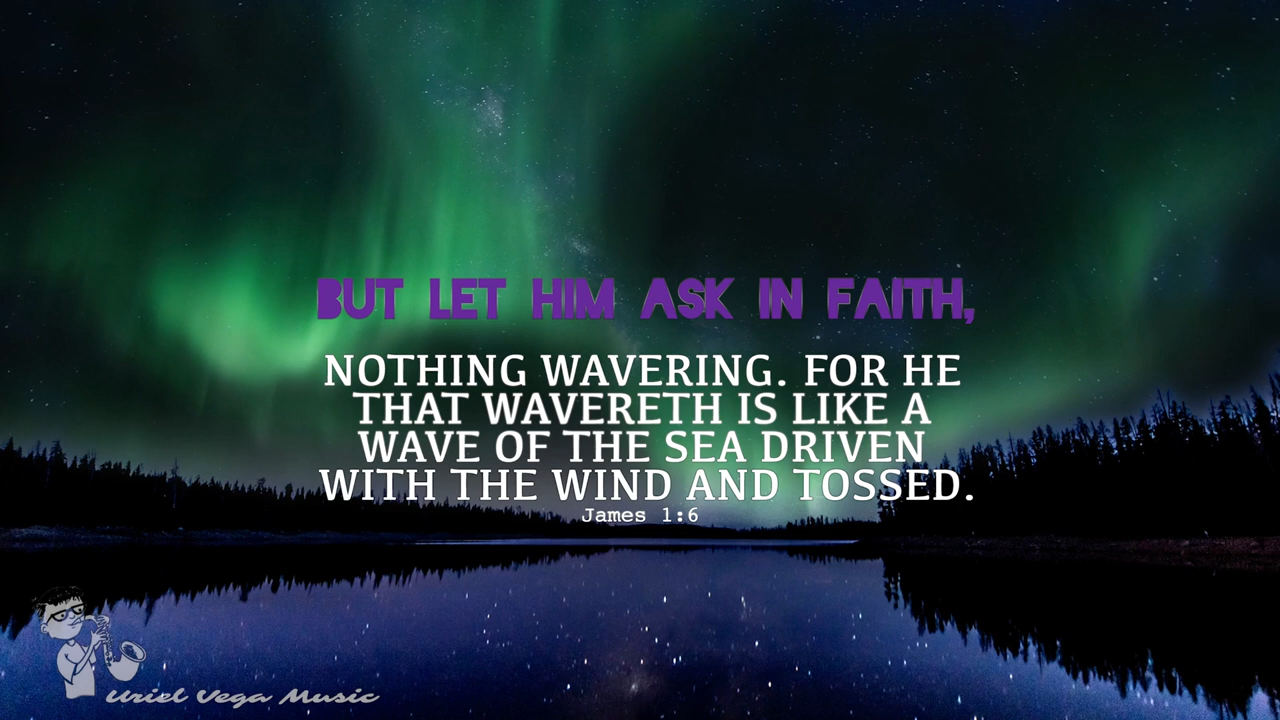 BUT LET HIM ASK IN FAITH,
NOTHING WAVERING. FOR HE
THAT WAVERETH IS LIKE A
WAVE OF THE SEA DRIVEN
WITH THE WIND AND TOSSED.
James 1:6
Uriel Vega Music